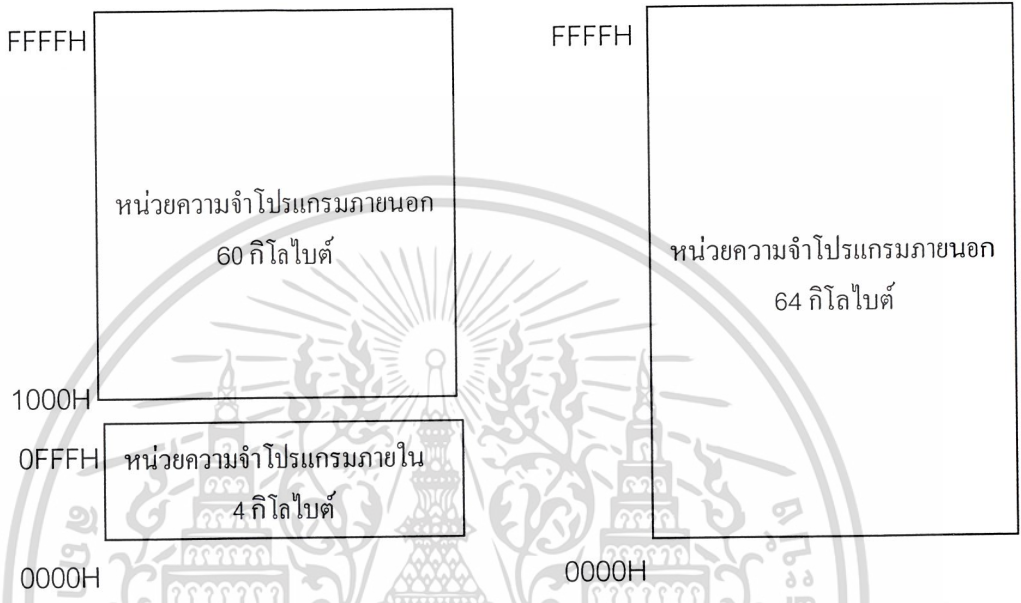 FFFFH
หน่วยความจำโปรแกรมภายนอก
60 กิโลไบต์
1000H
0FFFH
หน่วยความจำโปรแกรมภายใน
4 กิโลไบต์
0000H
FFFFH
หน่วยความจำโปรแกรมภายนอก
64 กิโลไบต์
0000H